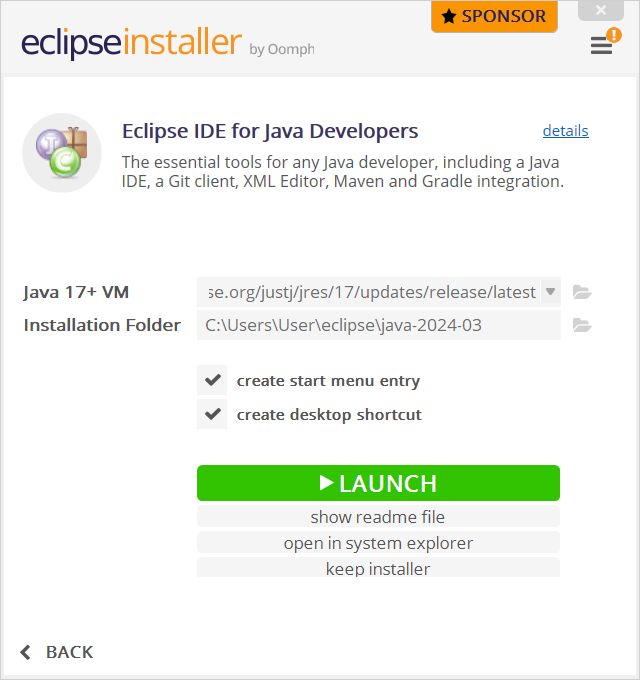 SPONSOR
eclipseinstaller by Oomph
Eclipse IDE for Java Developers
details
The essential tools for any Java developer, including a Java
IDE, a Git client, XML Editor, Maven and Gradle integration.
Java 17+ VM
se.org/justj/jres/17/updates/release/latest
Installation Folder
C:\Users\User\eclipse\java-2024-03
create start menu entry
create desktop shortcut
LAUNCH
show readme file
open in system explorer
keep installer
BACK